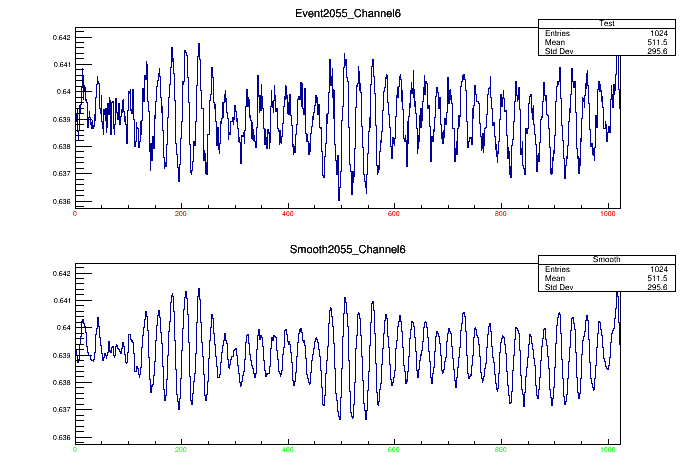 Event2055_Channel6
Test
Entries 1024
Mean 511.5
Std Dev 295.6
0.642
0.641
0.64
0.639
0.638
0.637
0.636
0 200 400 600 800 1000
Smooth2055_Channel6
Smooth
Entries 1024
Mean 511.5
Std Dev 295.6
0.642
0.641
0.64
0.639
0.638
0.637
0.636
0 200 400 600 800 1000